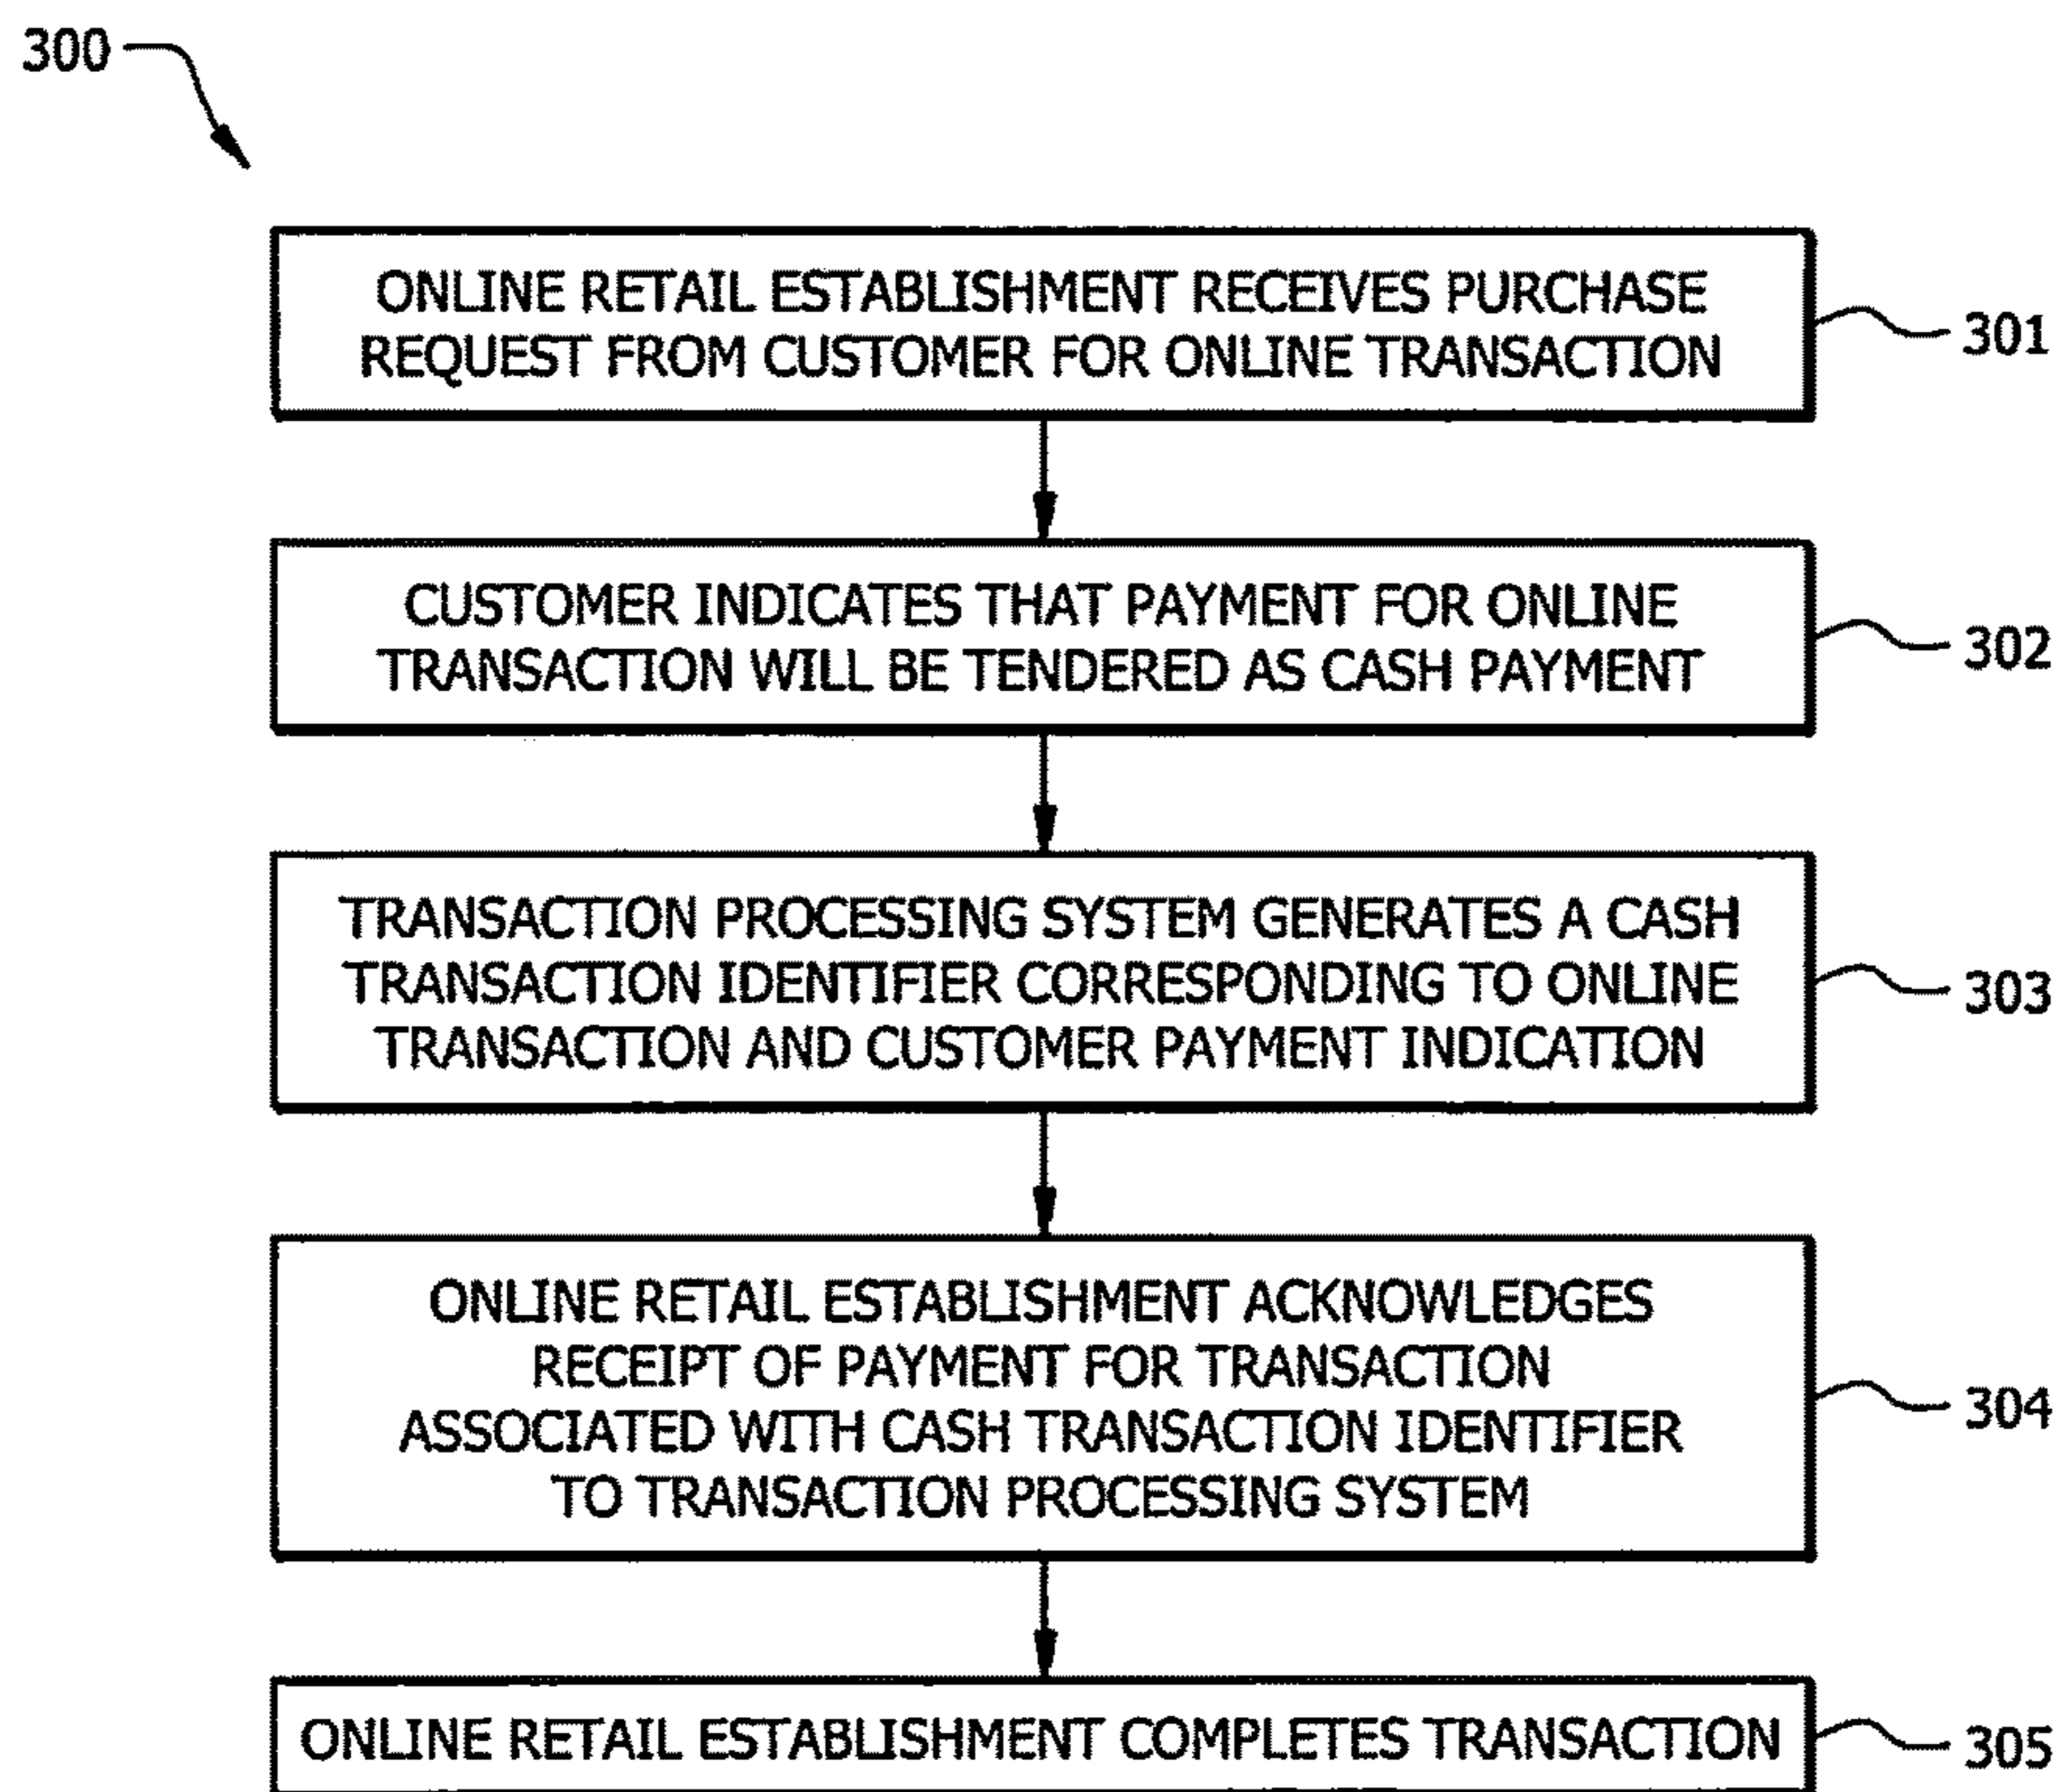 300
ONLINE RETAIL ESTABLISHMENT RECEIVES PURCHASE
REQUEST FROM CUSTOMER FOR ONLINE TRANSACTION
301
CUSTOMER INDICATES THAT PAYMENT FOR ONLINE
TRANSACTION WILL BE TENDERED AS CASH PAYMENT
302
TRANSACTION PROCESSING SYSTEM GENERATES A CASH
TRANSACTION IDENTIFIER CORRESPONDING TO ONLINE
TRANSACTION AND CUSTOMER PAYMENT INDICATION
303
ONLINE RETAIL ESTABLISHMENT ACKNOWLEDGES
RECEIPT OF PAYMENT FOR TRANSACTION
ASSOCIATED WITH CASH TRANSACTION IDENTIFIER
TO TRANSACTION PROCESSING SYSTEM
304
ONLINE RETAIL ESTABLISHMENT COMPLETES TRANSACTION
305